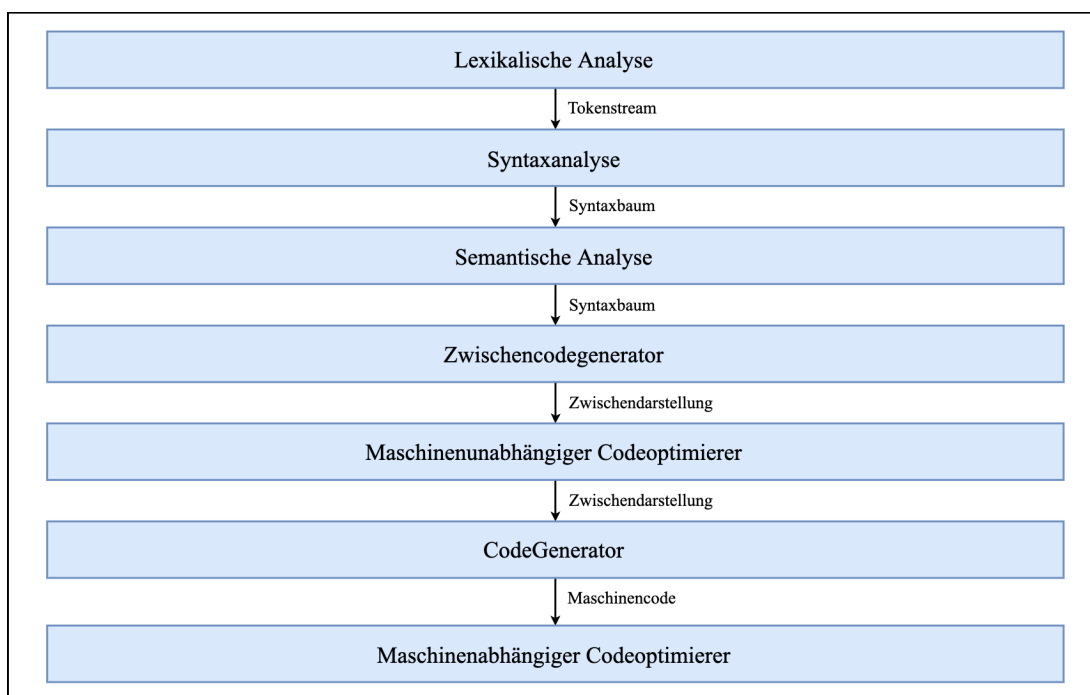 Lexikalische Analyse
Tokenstream
Syntaxanalyse
Syntaxbaum
Semantische Analyse
Syntaxbaum
Zwischencodegenerator
Zwischendarstellung
Maschinenunabhängiger Codeoptimierer
Zwischendarstellung
CodeGenerator
Maschinencode
Maschinenabhängiger Codeoptimierer